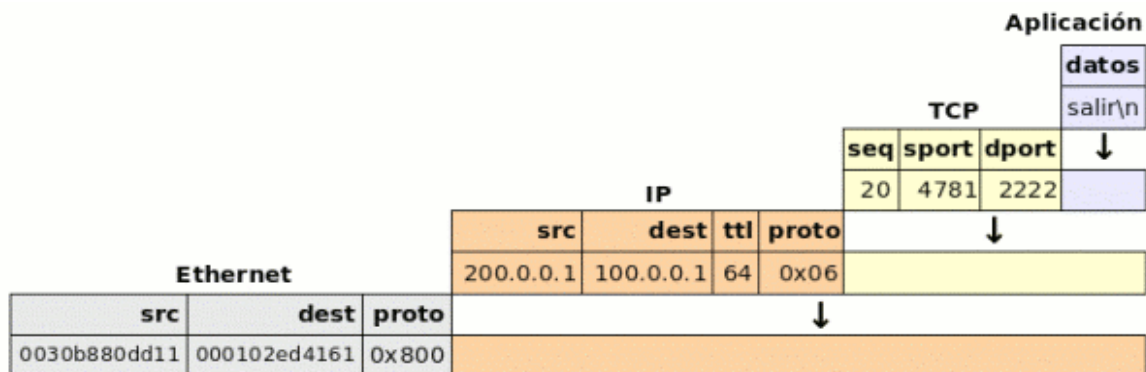 Aplicación
datos
salir\n
TCP
seq sport dport ↓
20 4781 2222
IP
src dest ttl proto ↓
200.0.0.1 100.0.0.1 64 0x06
Ethernet
src dest proto ↓
0030b880dd11 000102ed4161 0x800